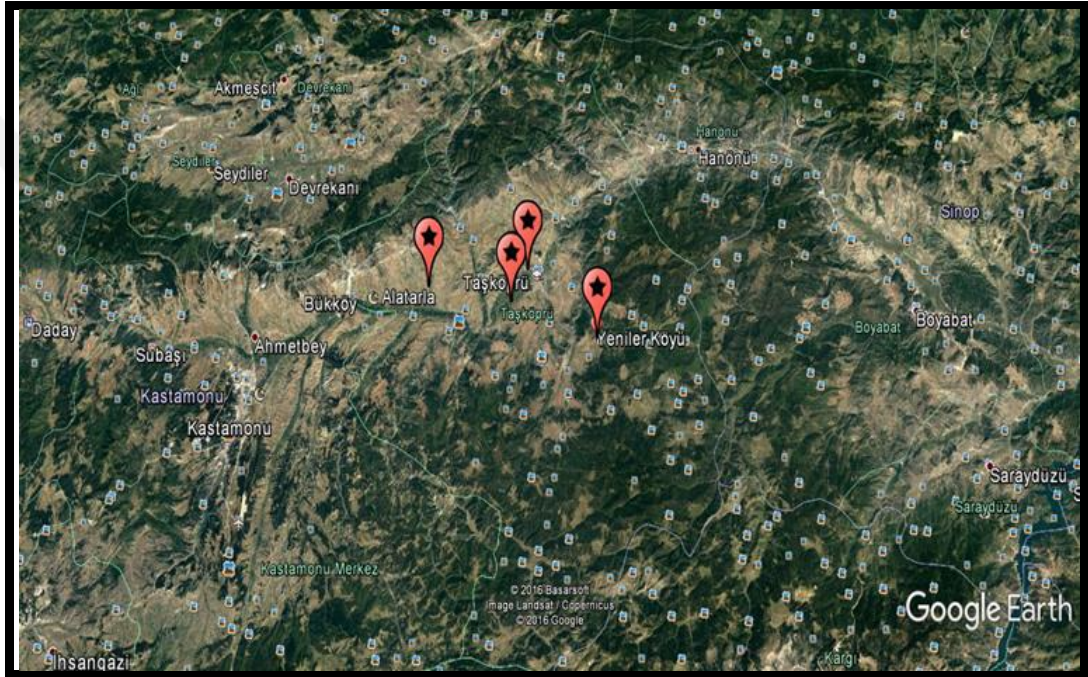 Akmescit
Devrekani
Ağlı
Hanönü
Hanönü
Seydiler
Seydiler
Devrekani
Sinop
Taşköprü
Alatarla
Bükköy
Taşköprü
Daday
Boyabat
Boyabat
Yeniler Köyü
Ahmetbey
Subaşı
Kastamonu
Kastamonu
Saraydüzü
Saraydüzü
Kastamonu Merkez
© 2016 Basarsoft
Image Landsat / Copernicus
© 2016 Google
Google Earth
Kargı
İhsangazi